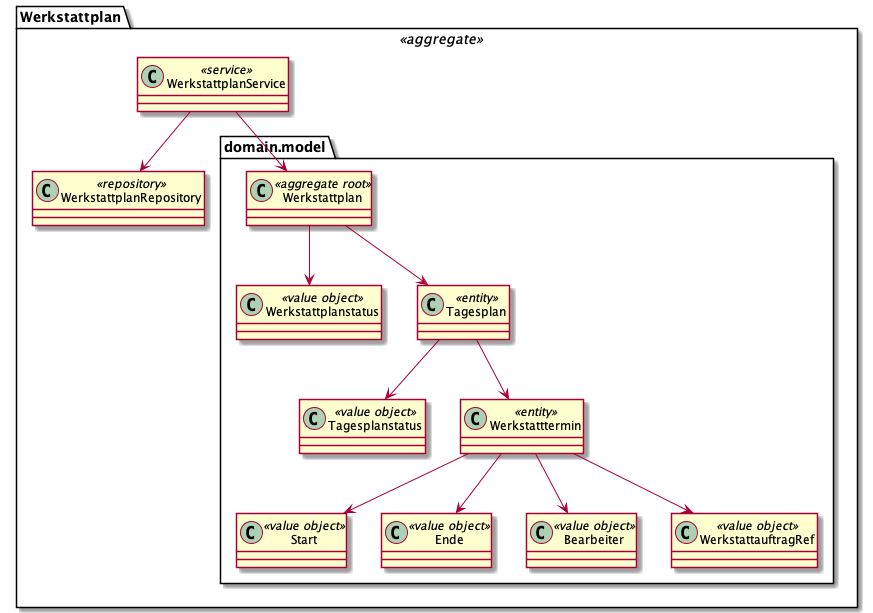 Werkstattplan
«aggregate»
C «service»
WerkstattplanService
domain.model
C «repository»
WerkstattplanRepository
C «aggregate root»
Werkstattplan
C «value object»
Werkstattplanstatus
C «entity»
Tagesplan
C «value object»
Tagesplanstatus
C «entity»
Werkstatttermin
C «value object»
Start
C «value object»
Ende
C «value object»
Bearbeiter
C «value object»
WerkstattauftragRef